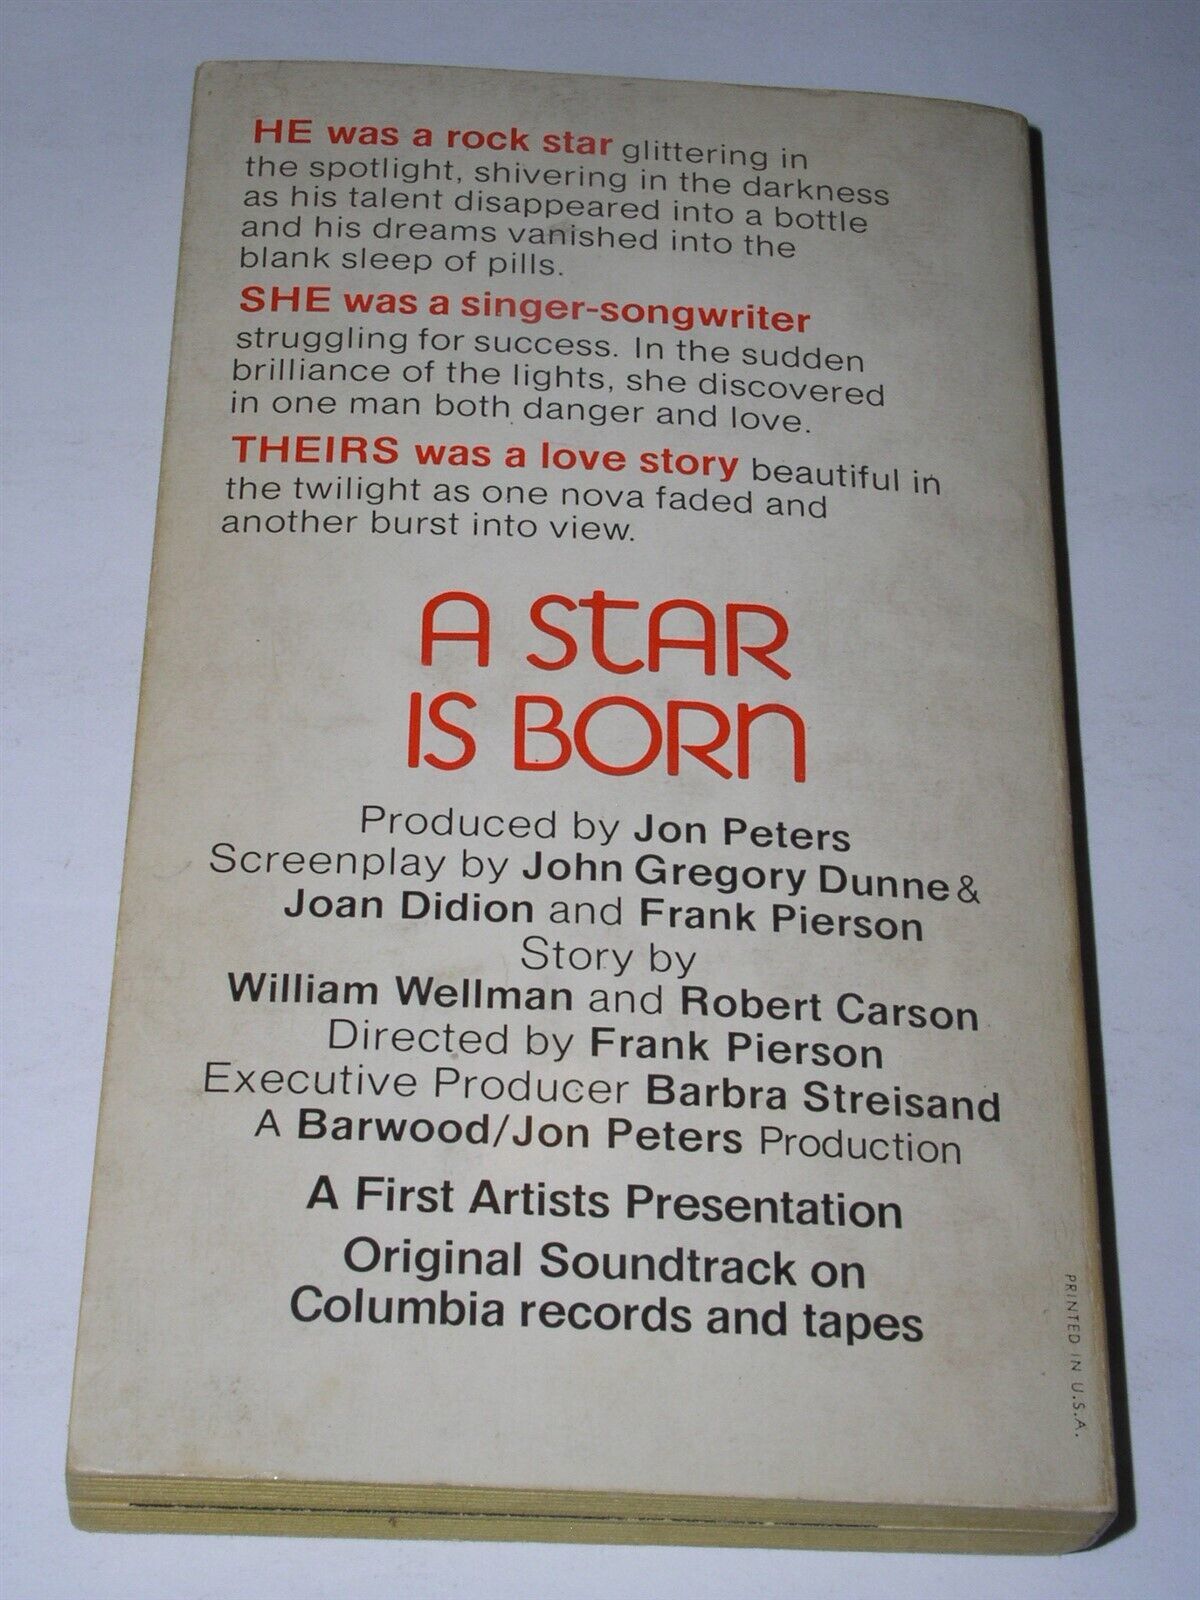 HE was a rock star glittering in
the spotlight, shivering in the darkness
as his talent disappeared into a bottle
and his dreams vanished into the
blank sleep of pills.
SHE was a singer-songwriter
struggling for success. In the sudden
brilliance of the lights, she discovered
in one man both danger and love.
THEIRS was a love story beautiful in
the twilight as one nova faded and
another burst into view.
A StAR
IS BORn
Produced by Jon Peters
Screenplay by John Gregory Dunne &
Joan Didion and Frank Pierson
Story by
William Wellman and Robert Carson
Directed by Frank Pierson
Executive Producer Barbra Streisand
A Barwood/Jon Peters Production
A First Artists Presentation
Original Soundtrack on
Columbia records and tapes
PRINTED IN U.S.A.